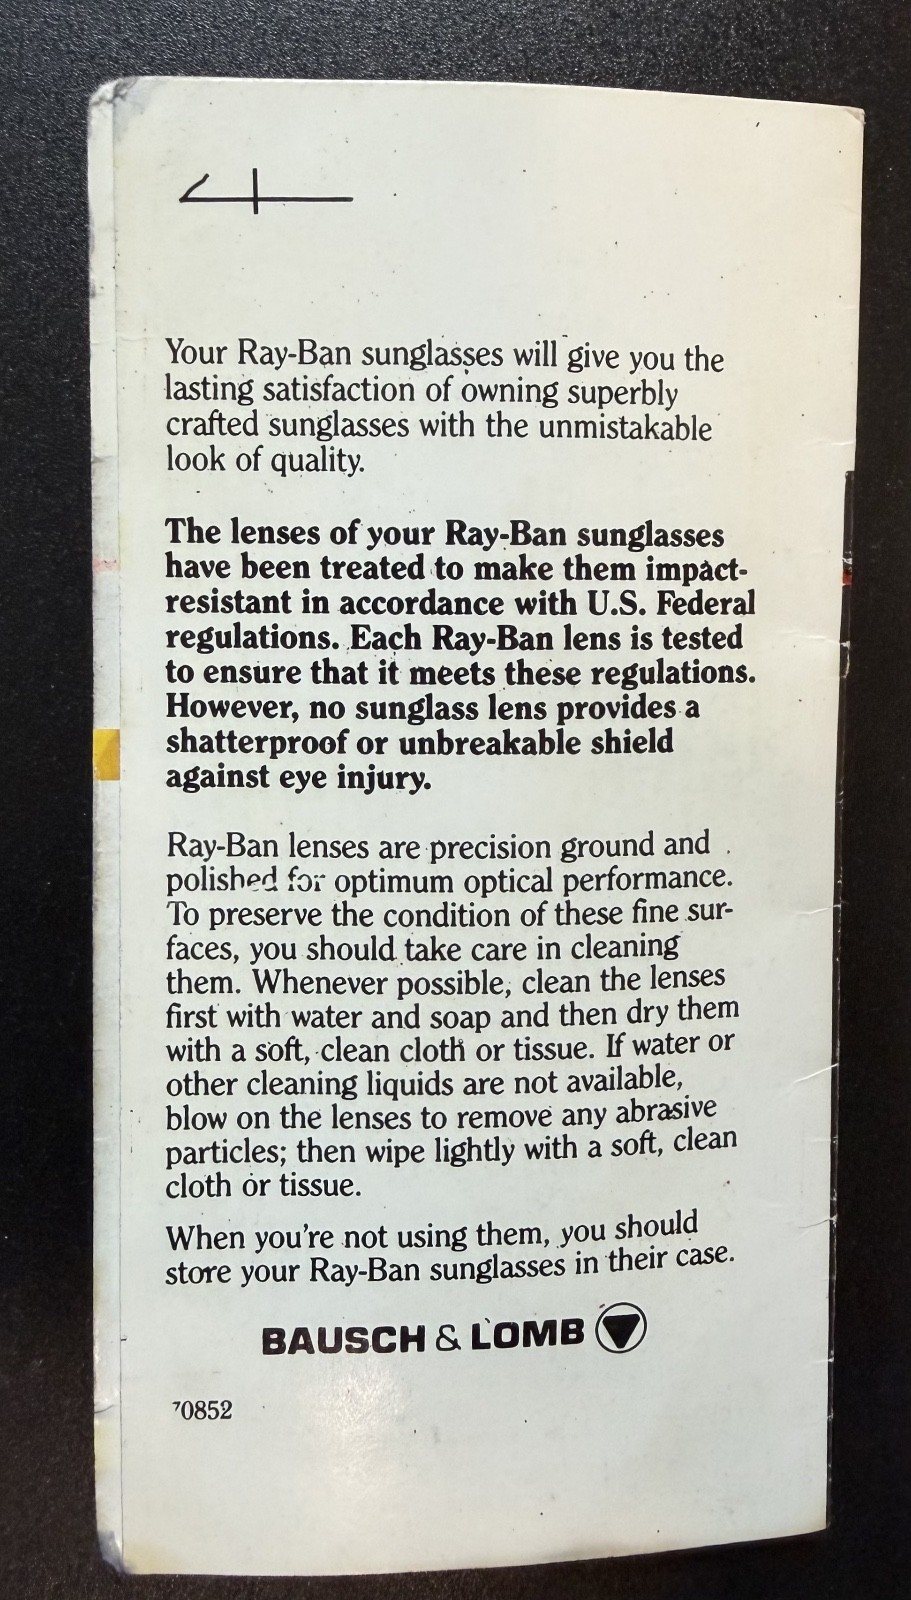 Your Ray-Ban sunglasses will give you the
lasting satisfaction of owning superbly
crafted sunglasses with the unmistakable
look of quality.
The lenses of your Ray-Ban sunglasses
have been treated to make them impact-
resistant in accordance with U.S. Federal
regulations. Each Ray-Ban lens is tested
to ensure that it meets these regulations.
However, no sunglass lens provides a
shatterproof or unbreakable shield
against eye injury.
Ray-Ban lenses are precision ground and
polished for optimum optical performance.
To preserve the condition of these fine sur-
faces, you should take care in cleaning
them. Whenever possible, clean the lenses
first with water and soap and then dry them
with a soft, clean cloth or tissue. If water or
other cleaning liquids are not available,
blow on the lenses to remove any abrasive
particles; then wipe lightly with a soft, clean
cloth or tissue.
When you're not using them, you should
store your Ray-Ban sunglasses in their case.
BAUSCH & LOMB
70852